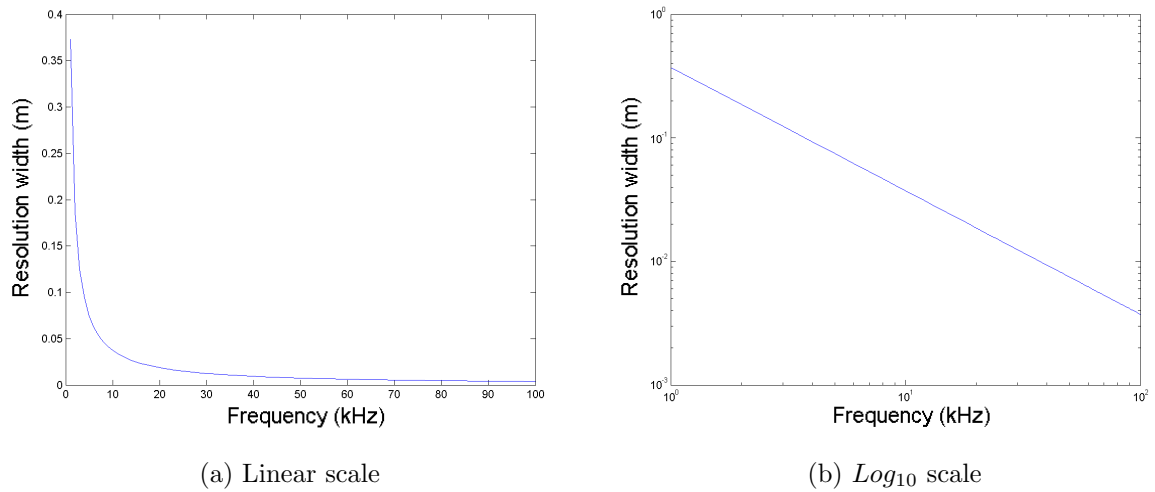 0.4
0.35
0.3
0.25
0.2
0.15
0.1
0.05
0
Resolution width (m)
0 10 20 30 40 50 60 70 80 90 100
Frequency (kHz)
(a) Linear scale
10^0
10^-1
10^-2
10^-3
Resolution width (m)
10^0 10^1 10^2
Frequency (kHz)
(b) Log_10 scale